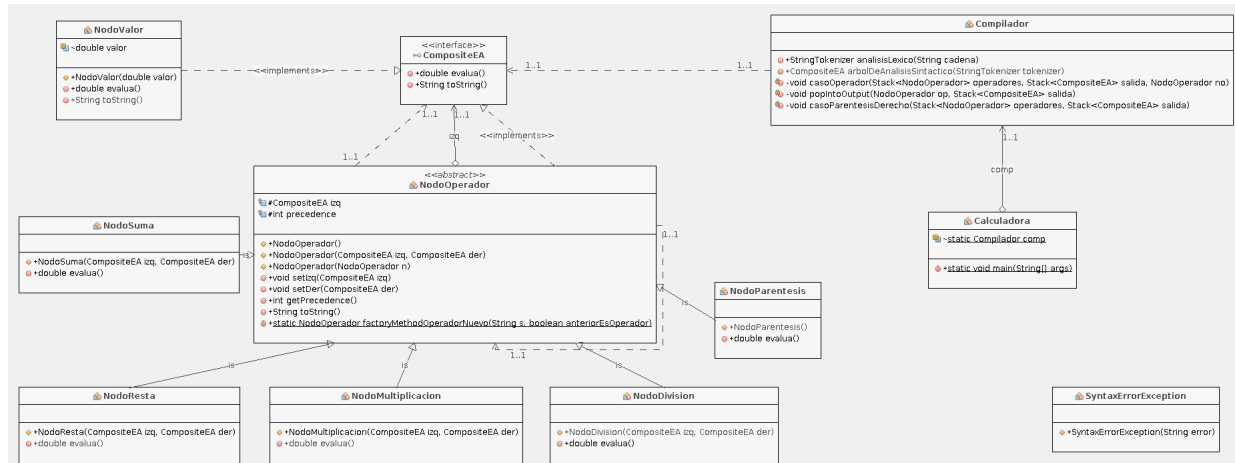 NodoValor
~double valor
+NodoValor(double valor)
+double evalua()
+String toString()
<<implements>>
<<interface>>
CompositeEA
+double evalua()
+String toString()
1..1
1..1
Compilador
+StringTokenizer analisisLexico(String cadena)
+CompositeEA arbolDeAnalisisSintactico(StringTokenizer tokenizer)
-void casoOperador(Stack<NodoOperador> operadores, Stack<CompositeEA> salida, NodoOperador no)
-void popIntoOutput(NodoOperador op, Stack<CompositeEA> salida)
-void casoParentesisDerecho(Stack<NodoOperador> operadores, Stack<CompositeEA> salida)
1..1
1..1
izq
<<implements>>
1..1
1..1
comp
<<abstract>>
NodoOperador
#CompositeEA izq
#int precedence
+NodoOperador()
+NodoOperador(CompositeEA izq, CompositeEA der)
+NodoOperador(NodoOperador n)
+void setIzq(CompositeEA izq)
+void setDer(CompositeEA der)
+int getPrecedence()
+String toString()
+static NodoOperador factoryMethodOperadorNuevo(String s, boolean anteriorEsOperador)
1..1
1..1
NodoSuma
+NodoSuma(CompositeEA izq, CompositeEA der)
+double evalua()
is
Calculadora
~static Compilador comp
+static void main(String[] args)
is
NodoParentesis
+NodoParentesis()
+double evalua()
is
is
is
NodoResta
+NodoResta(CompositeEA izq, CompositeEA der)
+double evalua()
NodoMultiplicacion
+NodoMultiplicacion(CompositeEA izq, CompositeEA der)
+double evalua()
NodoDivision
+NodoDivision(CompositeEA izq, CompositeEA der)
+double evalua()
SyntaxErrorException
+SyntaxErrorException(String error)